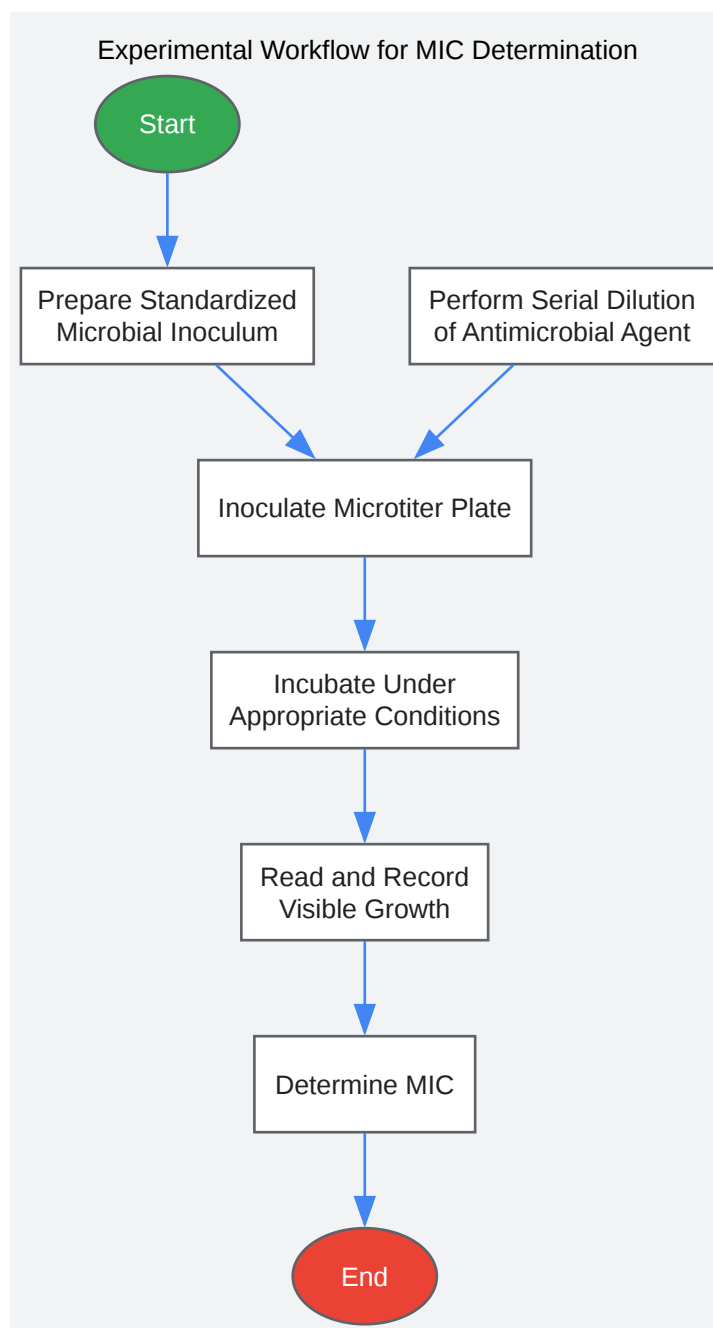 Experimental Workflow for MIC Determination
Start
Prepare Standardized
Microbial Inoculum
Perform Serial Dilution
of Antimicrobial Agent
Inoculate Microtiter Plate
Incubate Under
Appropriate Conditions
Read and Record
Visible Growth
Determine MIC
End